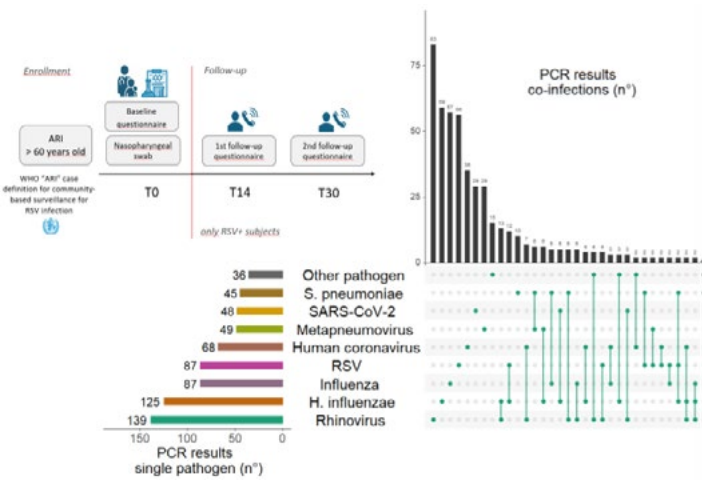 Enrollment
Follow-up
Baseline
questionnaire
ARI
> 60 years old
Nasopharyngeal
swab
1st follow-up
questionnaire
2nd follow-up
questionnaire
WHO "ARI" case
definition for community-
based surveillance for
RSV infection
T0
T14
T30
only RSV+ subjects
PCR results
co-infections (n°)
75
50
25
0
36 Other pathogen
45 S. pneumoniae
48 SARS-CoV-2
49 Metapneumovirus
68 Human coronavirus
87 RSV
87 Influenza
125 H. influenzae
139 Rhinovirus
150 100 50 0
PCR results
single pathogen (n°)